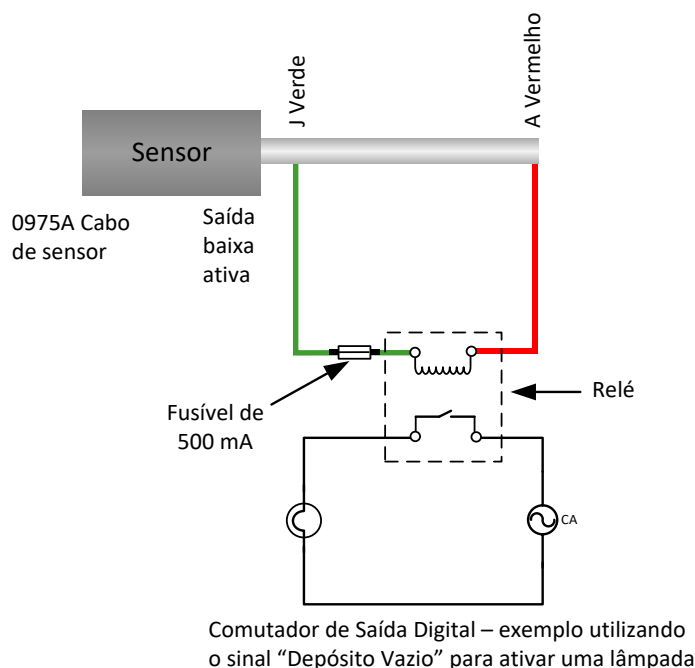 J Verde
A Vermelho
Sensor
0975A Cabo
de sensor
Saída
baixa
ativa
Fusível de
500 mA
Relé
CA
Comutador de Saída Digital – exemplo utilizando
o sinal “Depósito Vazio” para ativar uma lâmpada